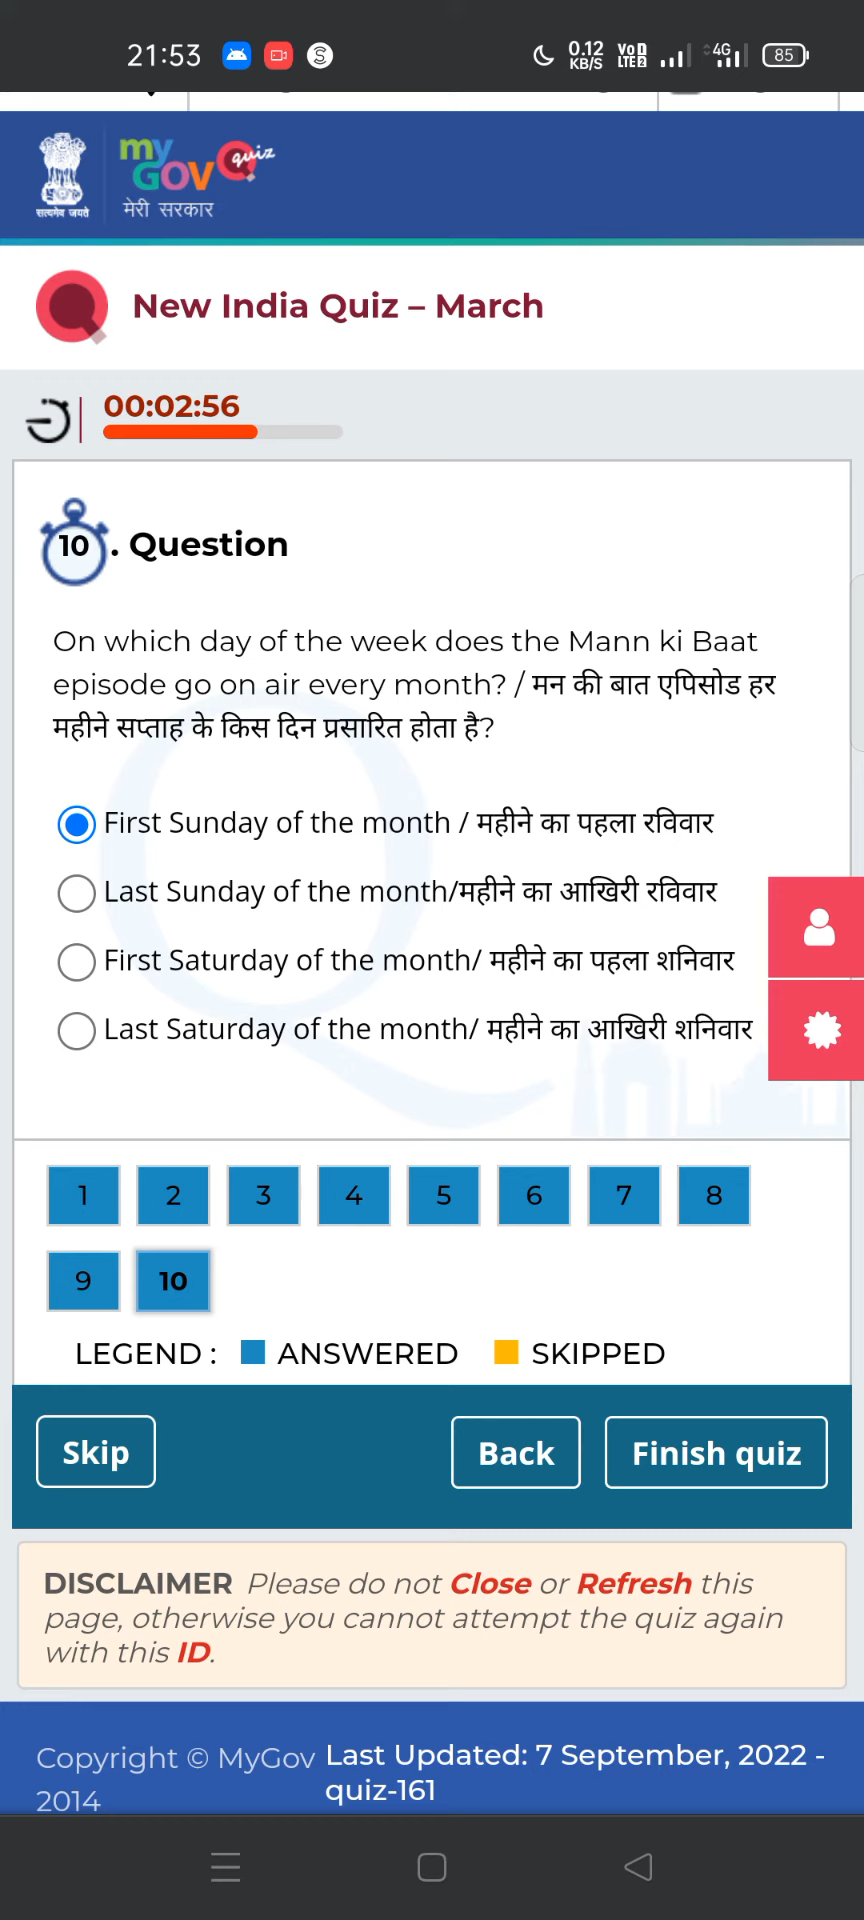 21:53
0.12 KB/S
VoD LTE 2
4G
85
my
GOV quiz
सत्यमेव जयते
मेरी सरकार
New India Quiz – March
00:02:56
10 . Question
On which day of the week does the Mann ki Baat
episode go on air every month? / मन की बात एपिसोड हर
महीने सप्ताह के किस दिन प्रसारित होता है?
First Sunday of the month / महीने का पहला रविवार
Last Sunday of the month/महीने का आखिरी रविवार
First Saturday of the month/ महीने का पहला शनिवार
Last Saturday of the month/ महीने का आखिरी शनिवार
1 2 3 4 5 6 7 8
9 10
LEGEND : ANSWERED SKIPPED
Skip Back Finish quiz
DISCLAIMER Please do not Close or Refresh this
page, otherwise you cannot attempt the quiz again
with this ID.
Copyright © MyGov
2014
Last Updated: 7 September, 2022 -
quiz-161